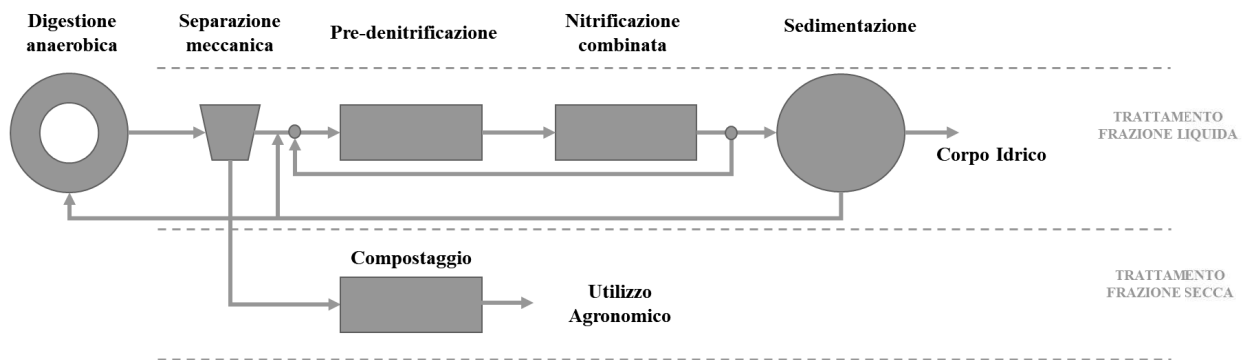 Digestione
anaerobica
Separazione
meccanica
Pre-denitrificazione
Nitrificazione
combinata
Sedimentazione
TRATTAMENTO
FRAZIONE LIQUIDA
Corpo Idrico
Compostaggio
Utilizzo
Agronomico
TRATTAMENTO
FRAZIONE SECCA